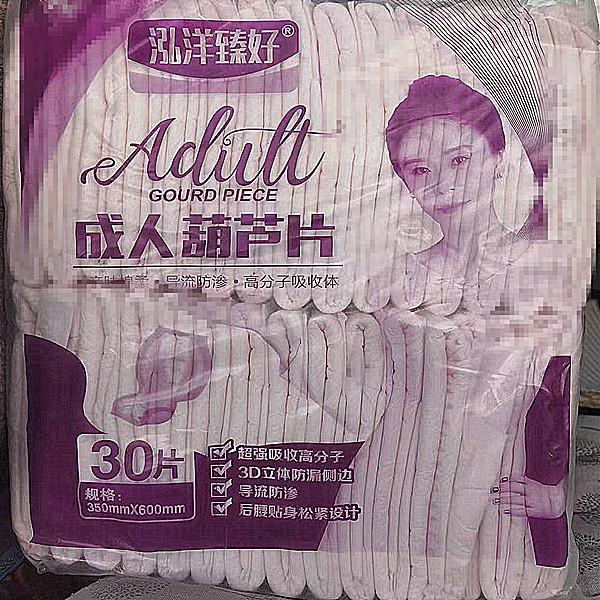 泓洋臻好®
Adult
GOURD PIECE
成人葫芦片
导流防渗·高分子吸收体
30片
规格：
350mmX600mm
超强吸收高分子
3D立体防漏侧边
导流防渗
后腰贴身松紧设计